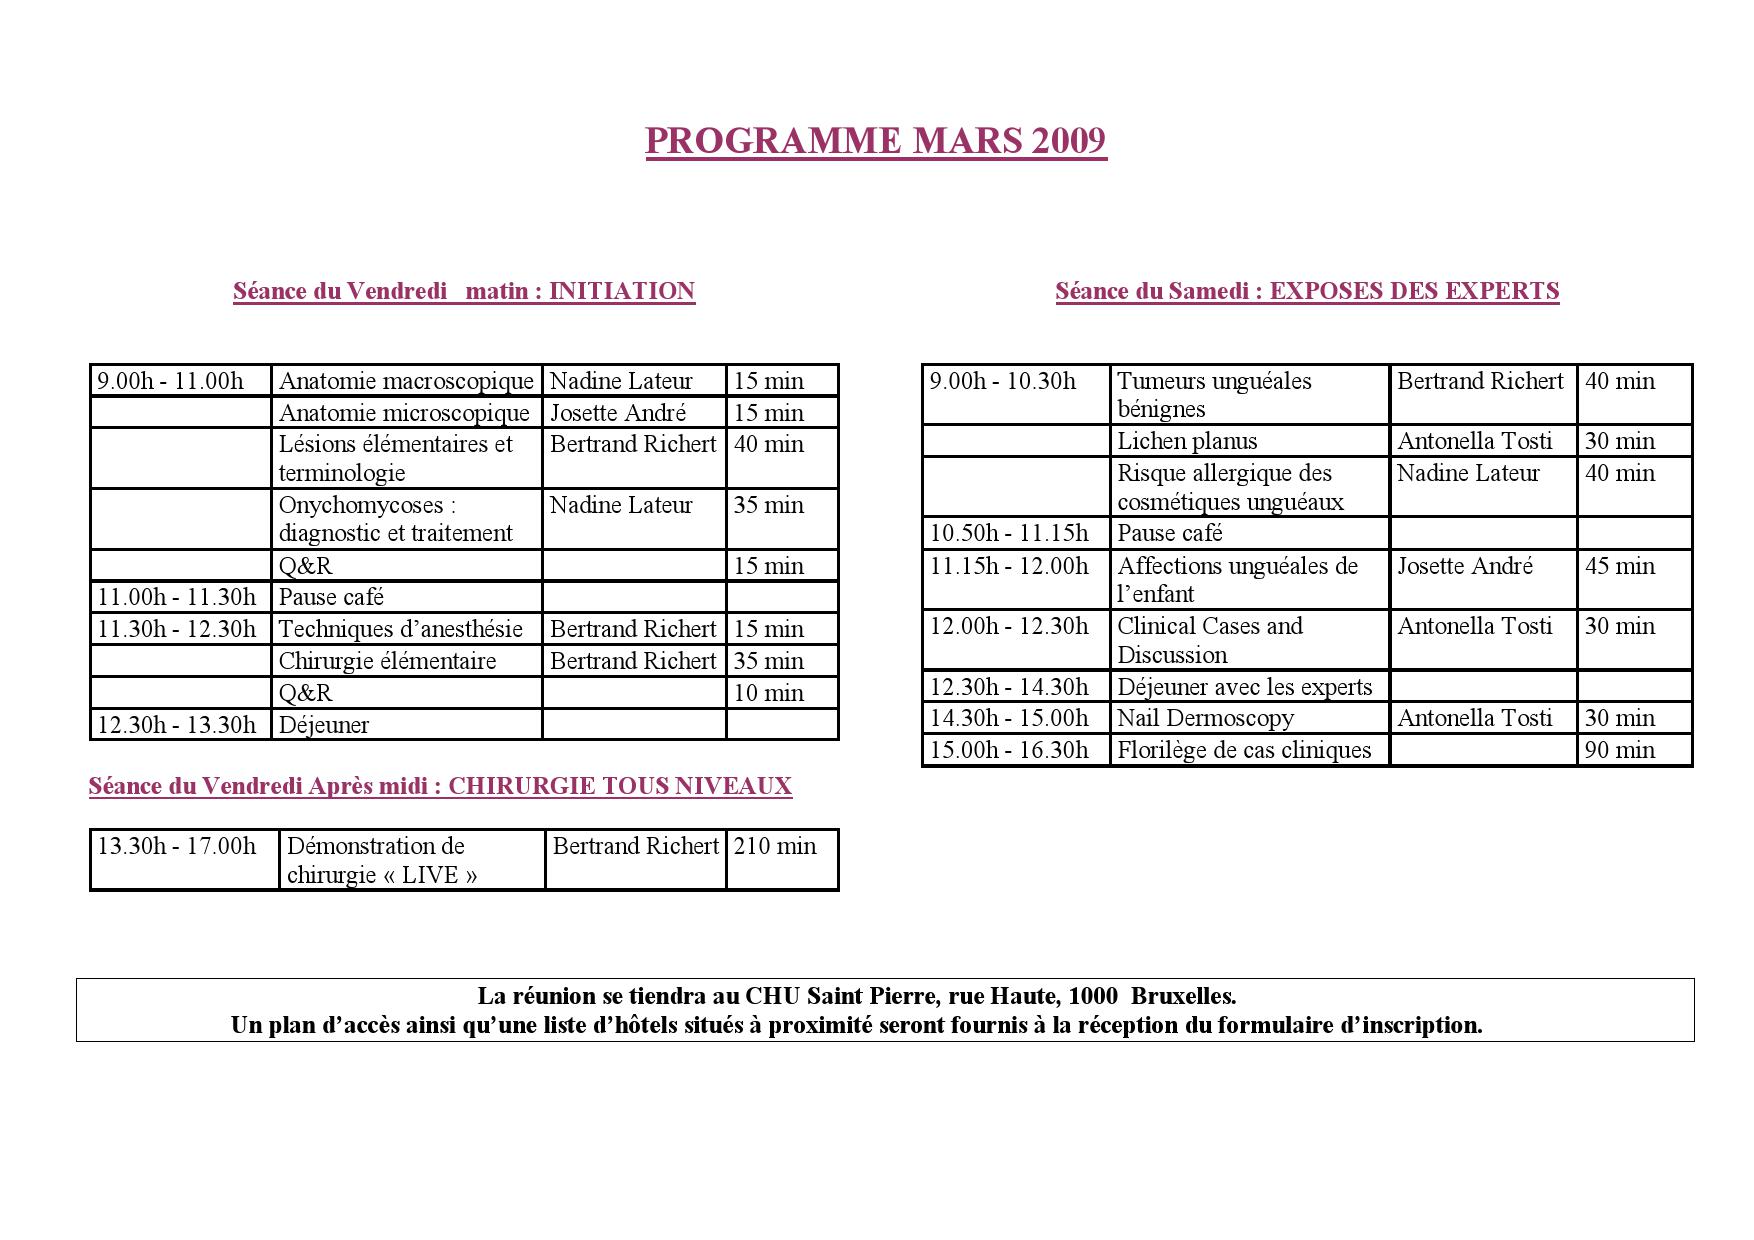 PROGRAMME MARS 2009
Séance du Vendredi   matin : INITIATION
9.00h - 11.00h Anatomie macroscopique Nadine Lateur 15 min
Anatomie microscopique Josette André 15 min
Lésions élémentaires et Bertrand Richert 40 min
terminologie
Onychomycoses : Nadine Lateur 35 min
diagnostic et traitement
Q&R 15 min
11.00h - 11.30h Pause café
11.30h - 12.30h Techniques d’anesthésie Bertrand Richert 15 min
Chirurgie élémentaire Bertrand Richert 35 min
Q&R 10 min
12.30h - 13.30h Déjeuner
Séance du Vendredi Après midi : CHIRURGIE TOUS NIVEAUX
13.30h - 17.00h Démonstration de Bertrand Richert 210 min
chirurgie « LIVE »
Séance du Samedi : EXPOSES DES EXPERTS
9.00h - 10.30h Tumeurs unguéales Bertrand Richert 40 min
bénignes
Lichen planus Antonella Tosti 30 min
Risque allergique des Nadine Lateur 40 min
cosmétiques unguéaux
10.50h - 11.15h Pause café
11.15h - 12.00h Affections unguéales de Josette André 45 min
l’enfant
12.00h - 12.30h Clinical Cases and Antonella Tosti 30 min
Discussion
12.30h - 14.30h Déjeuner avec les experts
14.30h - 15.00h Nail Dermoscopy Antonella Tosti 30 min
15.00h - 16.30h Florilège de cas cliniques 90 min
La réunion se tiendra au CHU Saint Pierre, rue Haute, 1000  Bruxelles.
Un plan d’accès ainsi qu’une liste d’hôtels situés à proximité seront fournis à la réception du formulaire d’inscription.